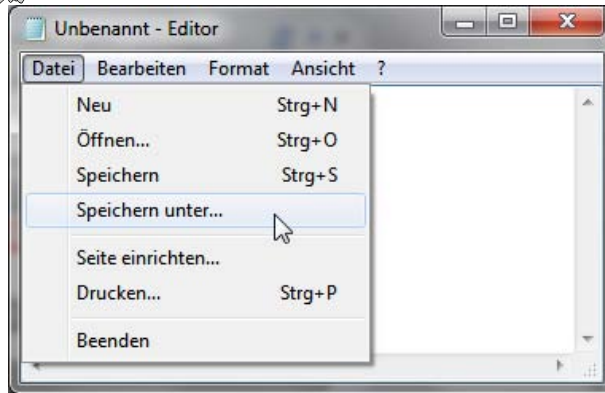 Unbenannt - Editor
Datei Bearbeiten Format Ansicht ?
Neu Strg+N
Öffnen... Strg+O
Speichern Strg+S
Speichern unter...
Seite einrichten...
Drucken... Strg+P
Beenden